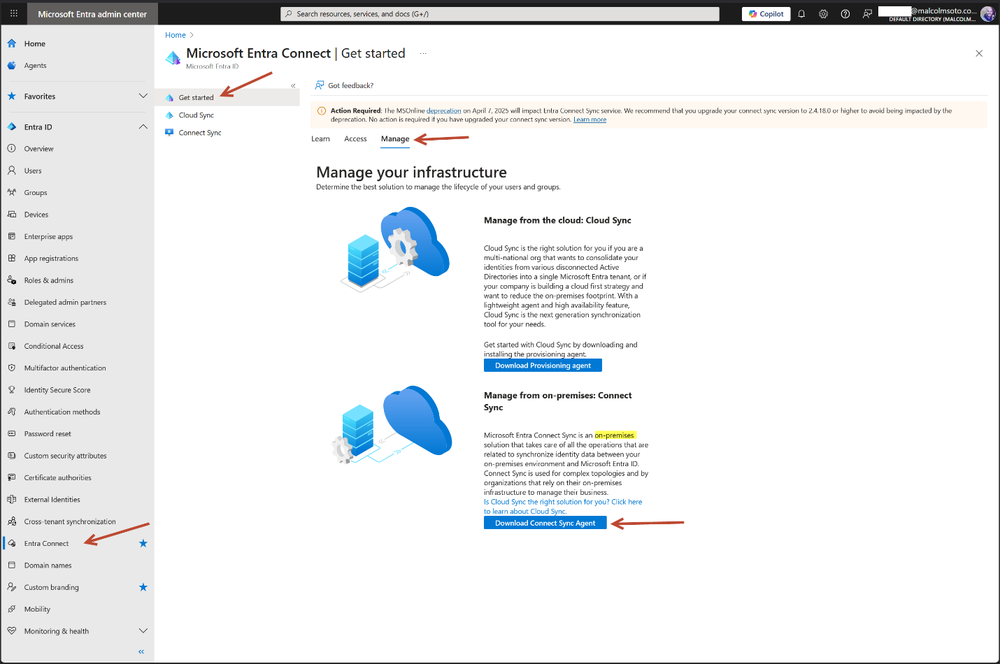 Microsoft Entra admin center
Search resources, services, and docs (G+/)
Copilot
@malcolmsoto.co...
DEFAULT DIRECTORY (MALCOLM...
Home
Agents
Favorites
Entra ID
Overview
Users
Groups
Devices
Enterprise apps
App registrations
Roles & admins
Delegated admin partners
Domain services
Conditional Access
Multifactor authentication
Identity Secure Score
Authentication methods
Password reset
Custom security attributes
Certificate authorities
External Identities
Cross-tenant synchronization
Entra Connect
Domain names
Custom branding
Mobility
Monitoring & health
Home
Microsoft Entra Connect | Get started ...
Microsoft Entra ID
Get started
Cloud Sync
Connect Sync
Got feedback?
Action Required: The MSOnline deprecation on April 7, 2025 will impact Entra Connect Sync service. We recommend that you upgrade your connect sync version to 2.4.18.0 or higher to avoid being impacted by the
deprecation. No action is required if you have upgraded your connect sync version. Learn more
Learn Access Manage
Manage your infrastructure
Determine the best solution to manage the lifecycle of your users and groups.
Manage from the cloud: Cloud Sync
Cloud Sync is the right solution for you if you are a
multi-national org that wants to consolidate your
identities from various disconnected Active
Directories into a single Microsoft Entra tenant, or if
your company is building a cloud first strategy and
want to reduce the on-premises footprint. With a
lightweight agent and high availability feature,
Cloud Sync is the next generation synchronization
tool for your needs.
Get started with Cloud Sync by downloading and
installing the provisioning agent.
Download Provisioning agent
Manage from on-premises: Connect
Sync
Microsoft Entra Connect Sync is an on-premises
solution that takes care of all the operations that are
related to synchronize identity data between your
on-premises environment and Microsoft Entra ID.
Connect Sync is used for complex topologies and by
organizations that rely on their on-premises
infrastructure to manage their business.
Is Cloud Sync the right solution for you? Click here
to learn about Cloud Sync.
Download Connect Sync Agent